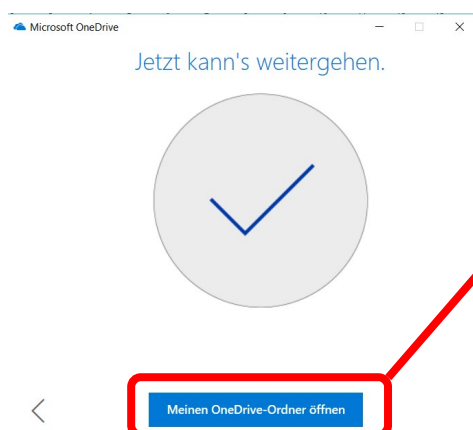 Microsoft OneDrive
Jetzt kann's weitergehen.
Meinen OneDrive-Ordner öffnen